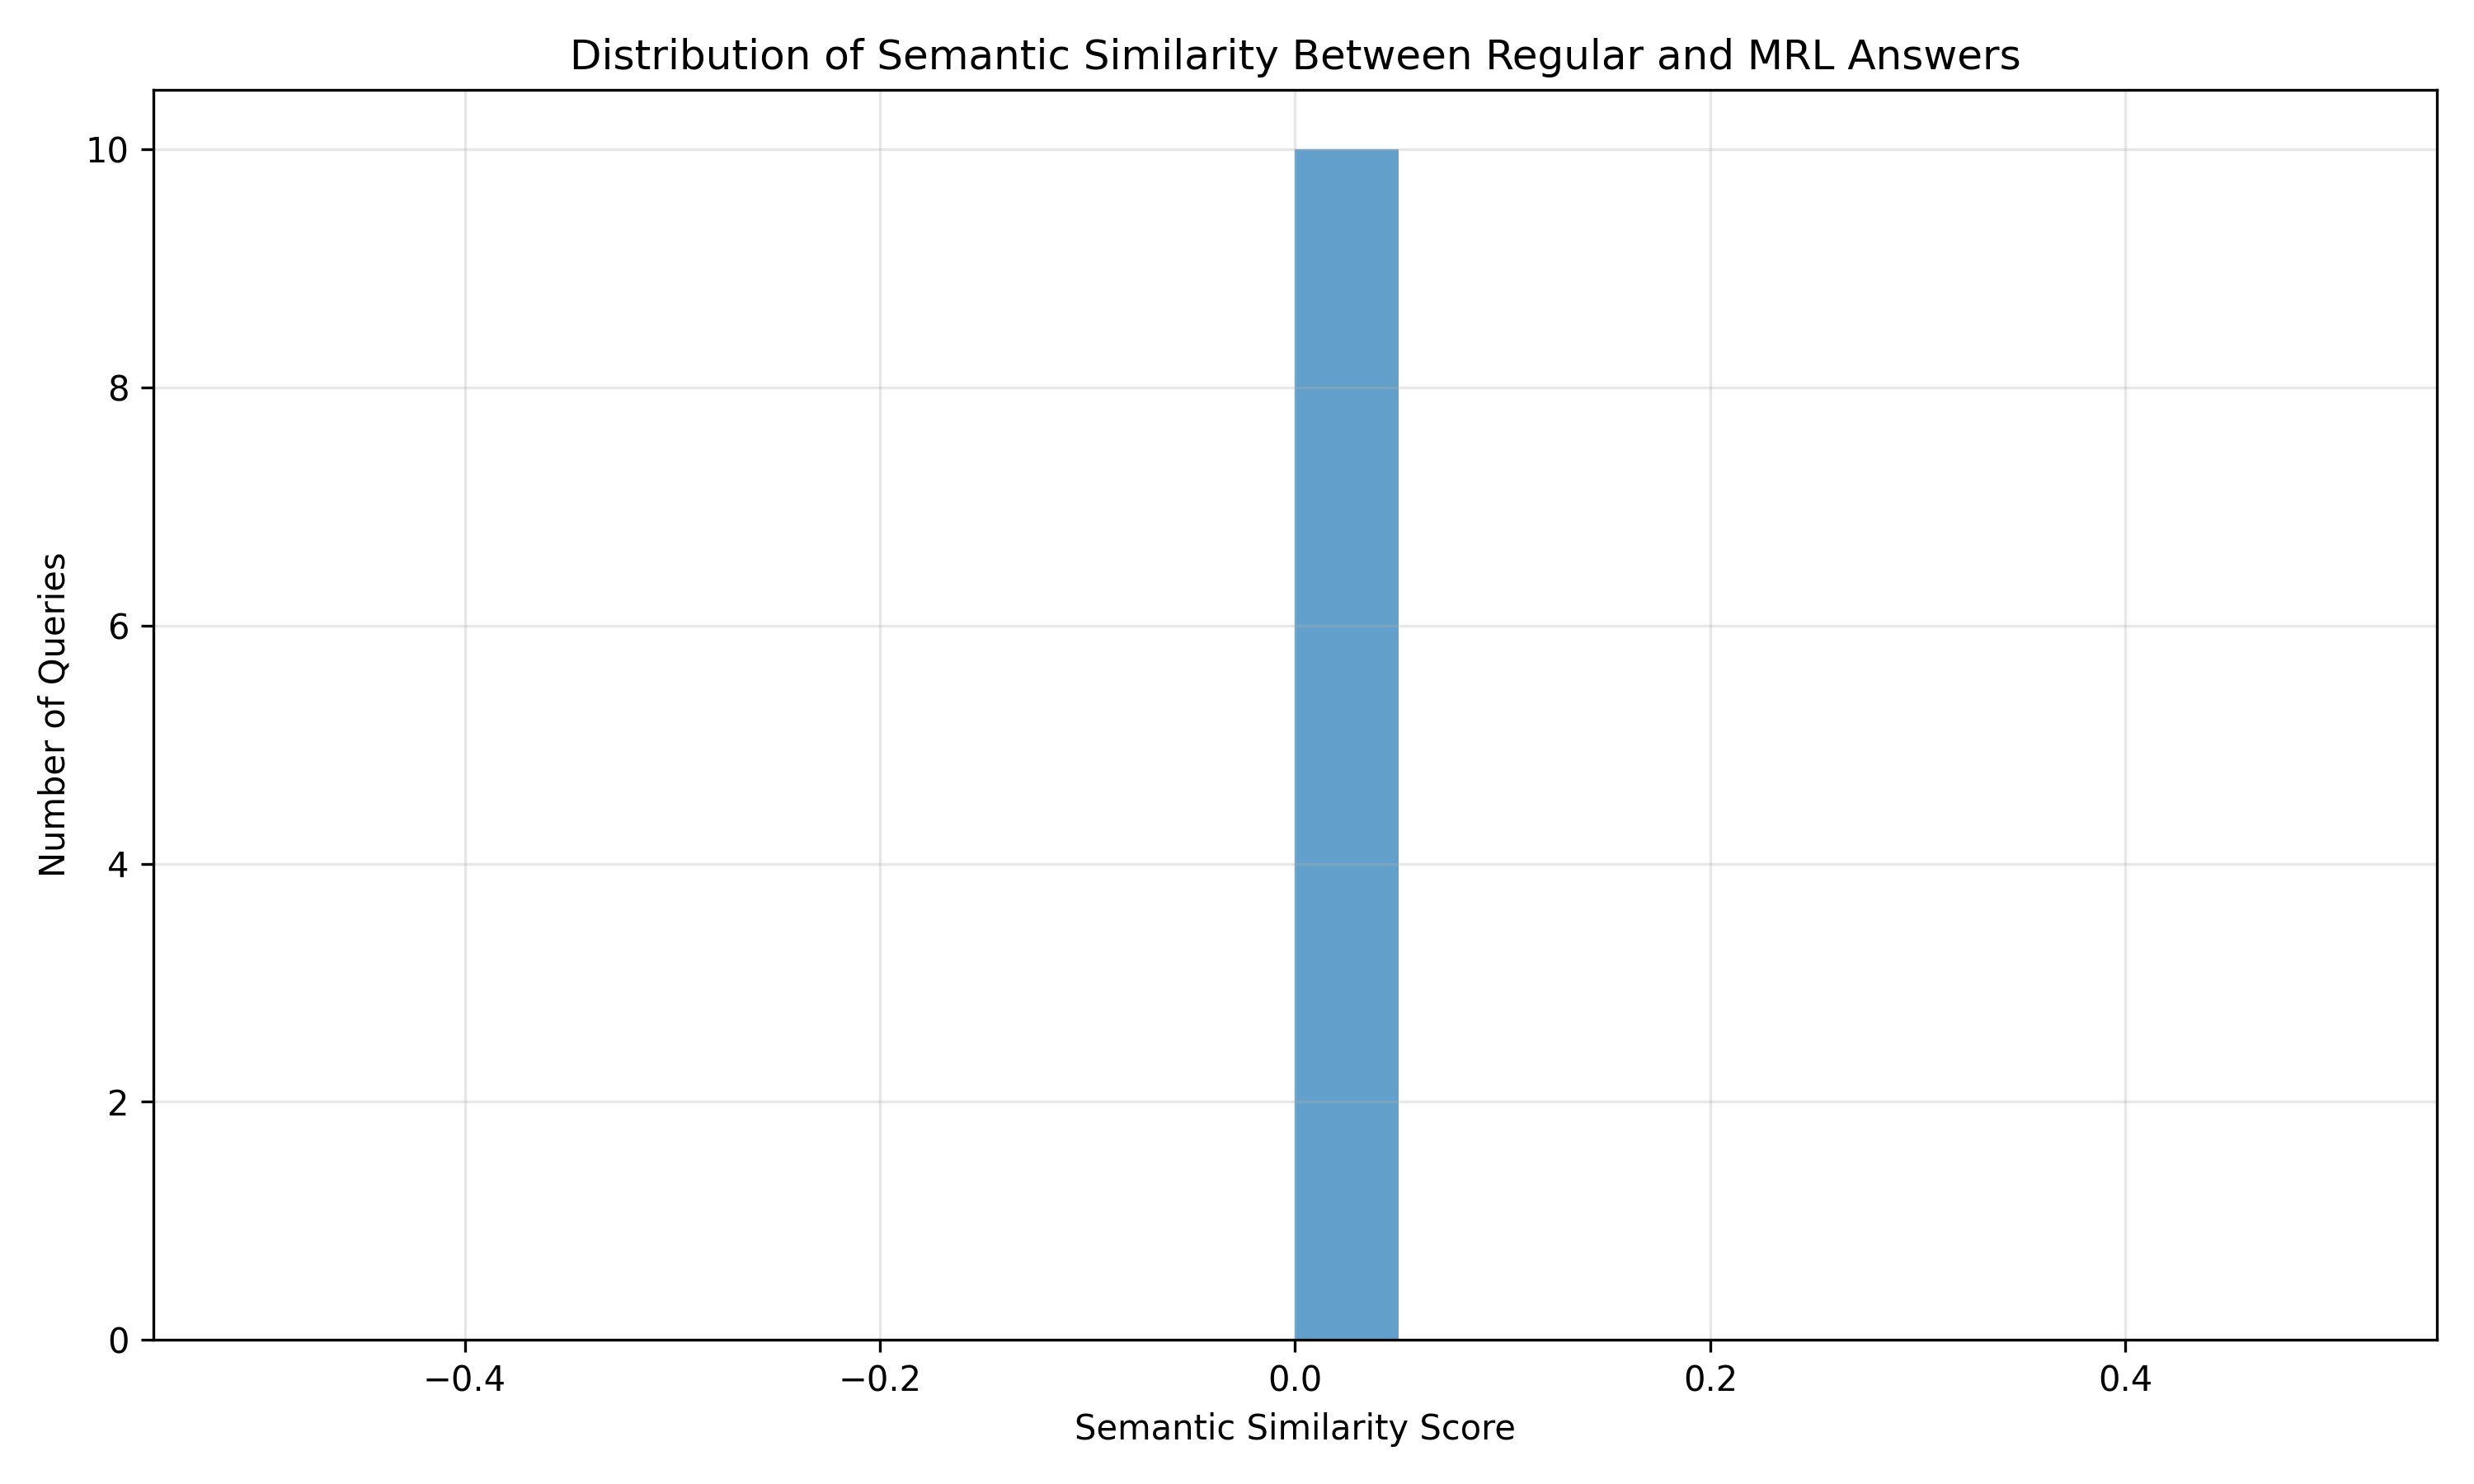 Distribution of Semantic Similarity Between Regular and MRL Answers
10
8
6
4
2
0
Number of Queries
−0.4 −0.2 0.0 0.2 0.4
Semantic Similarity Score